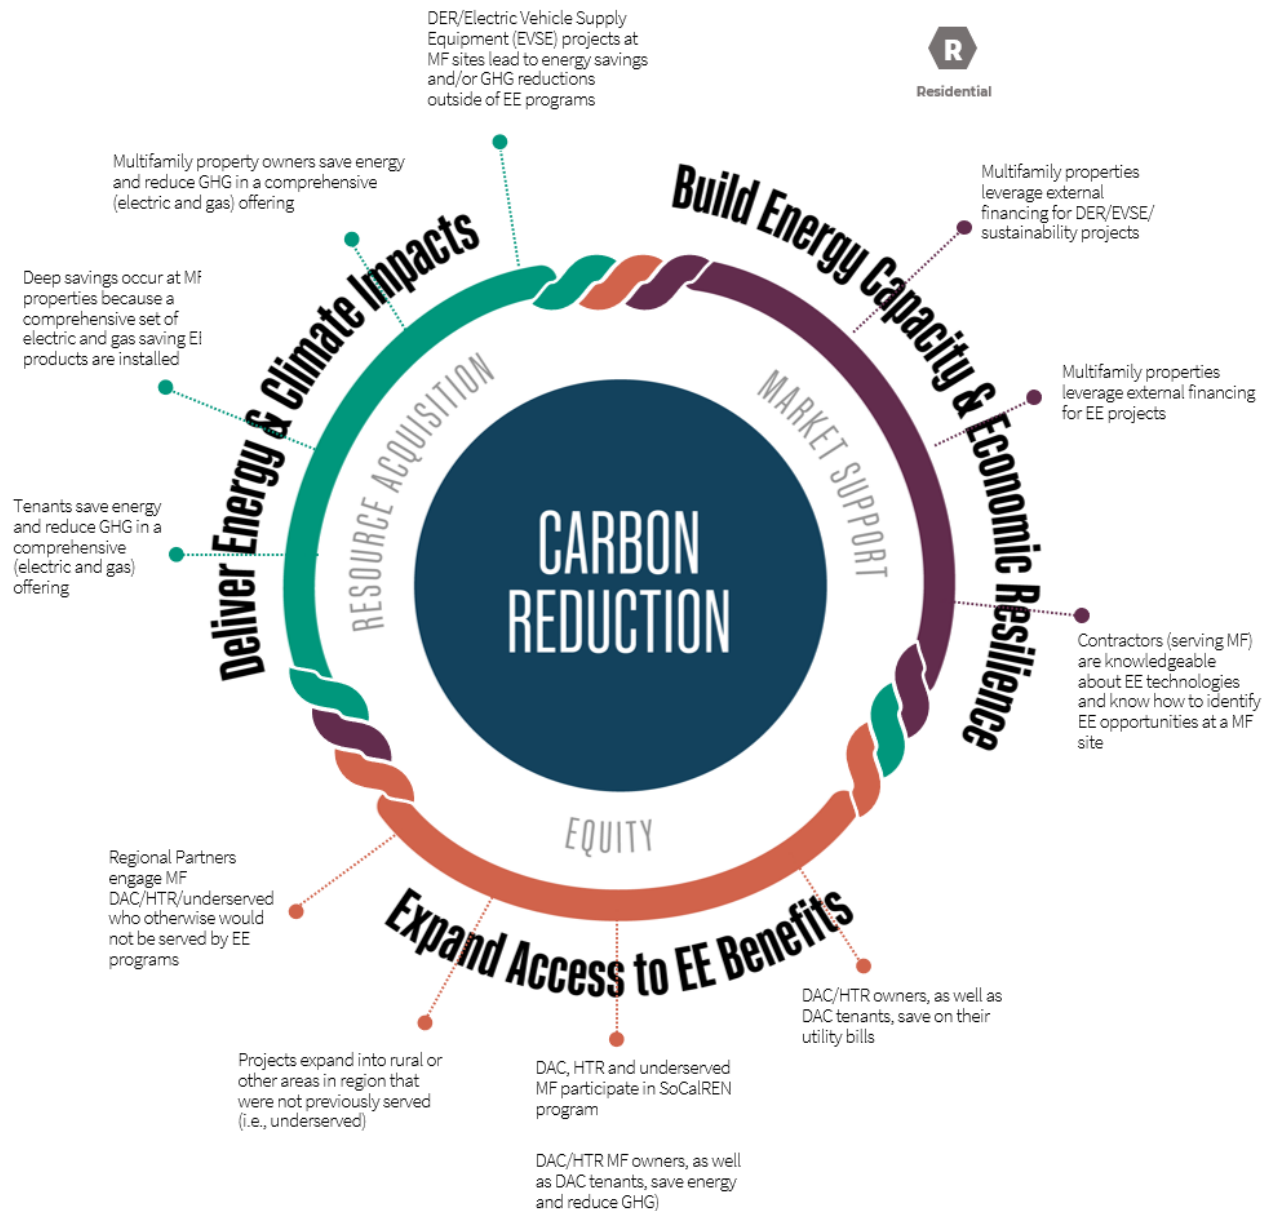 DER/Electric Vehicle Supply
Equipment (EVSE) projects at
MF sites lead to energy savings
and/or GHG reductions
outside of EE programs
R
Residential
Multifamily property owners save energy
and reduce GHG in a comprehensive
(electric and gas) offering
Multifamily properties
leverage external
financing for DER/EVSE/
sustainability projects
Deep savings occur at MF
properties because a
comprehensive set of
electric and gas saving
products are installed
Multifamily properties
leverage external financing
for EE projects
Tenants save energy
and reduce GHG in a
comprehensive
(electric and gas)
offering
Contractors (serving MF)
are knowledgeable
about EE technologies
and know how to identify
EE opportunities at a MF
site
Deliver Energy & Climate Impacts
Build Energy Capacity & Economic Resilience
RESOURCE ACQUISITION
MARKET SUPPORT
CARBON
REDUCTION
EQUITY
Expand Access to EE Benefits
Regional Partners
engage MF
DAC/HTR/underserved
who otherwise would
not be served by EE
programs
Projects expand into rural or
other areas in region that
were not previously served
(i.e., underserved)
DAC, HTR and underserved
MF participate in SoCalREN
program
DAC/HTR MF owners, as well
as DAC tenants, save energy
and reduce GHG)
DAC/HTR owners, as well as
DAC tenants, save on their
utility bills